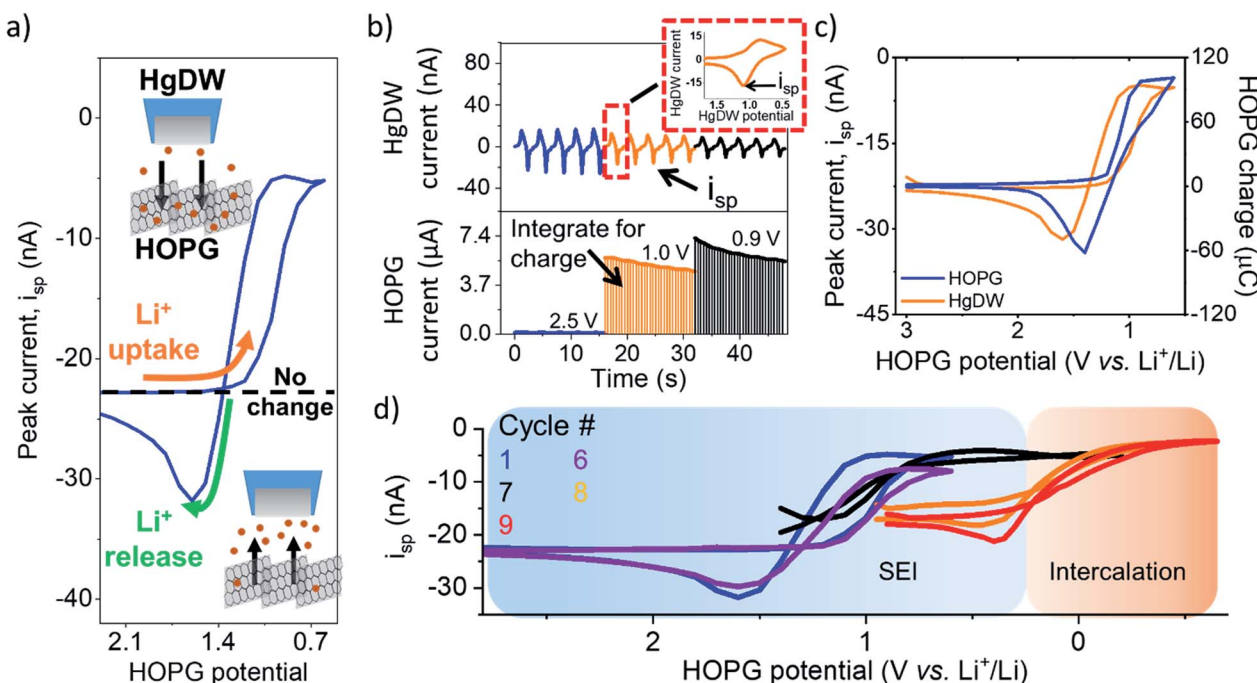 a)
HgDW
HOPG
Li⁺
uptake
No
change
Li⁺
release
Peak current, iₛₚ (nA)
0
-10
-20
-30
-40
2.1 1.4 0.7
HOPG potential
b)
HgDW
current (nA)
80
40
0
-40
HgDW current
15
0
-15
iₛₚ
1.5 1.0 0.5
HgDW potential
iₛₚ
HOPG
current (µA)
7.4
3.7
0.0
Integrate for
charge
2.5 V
1.0 V
0.9 V
0 20 40
Time (s)
c)
Peak current, iₛₚ (nA)
0
-15
-30
-45
HOPG
HgDW
3 2 1
HOPG potential (V vs. Li⁺/Li)
120
60
0
-60
-120
HOPG charge
(µC)
d)
iₛₚ (nA)
0
-10
-20
-30
Cycle #
1 6
7 8
9
SEI
Intercalation
2 1 0
HOPG potential (V vs. Li⁺/Li)